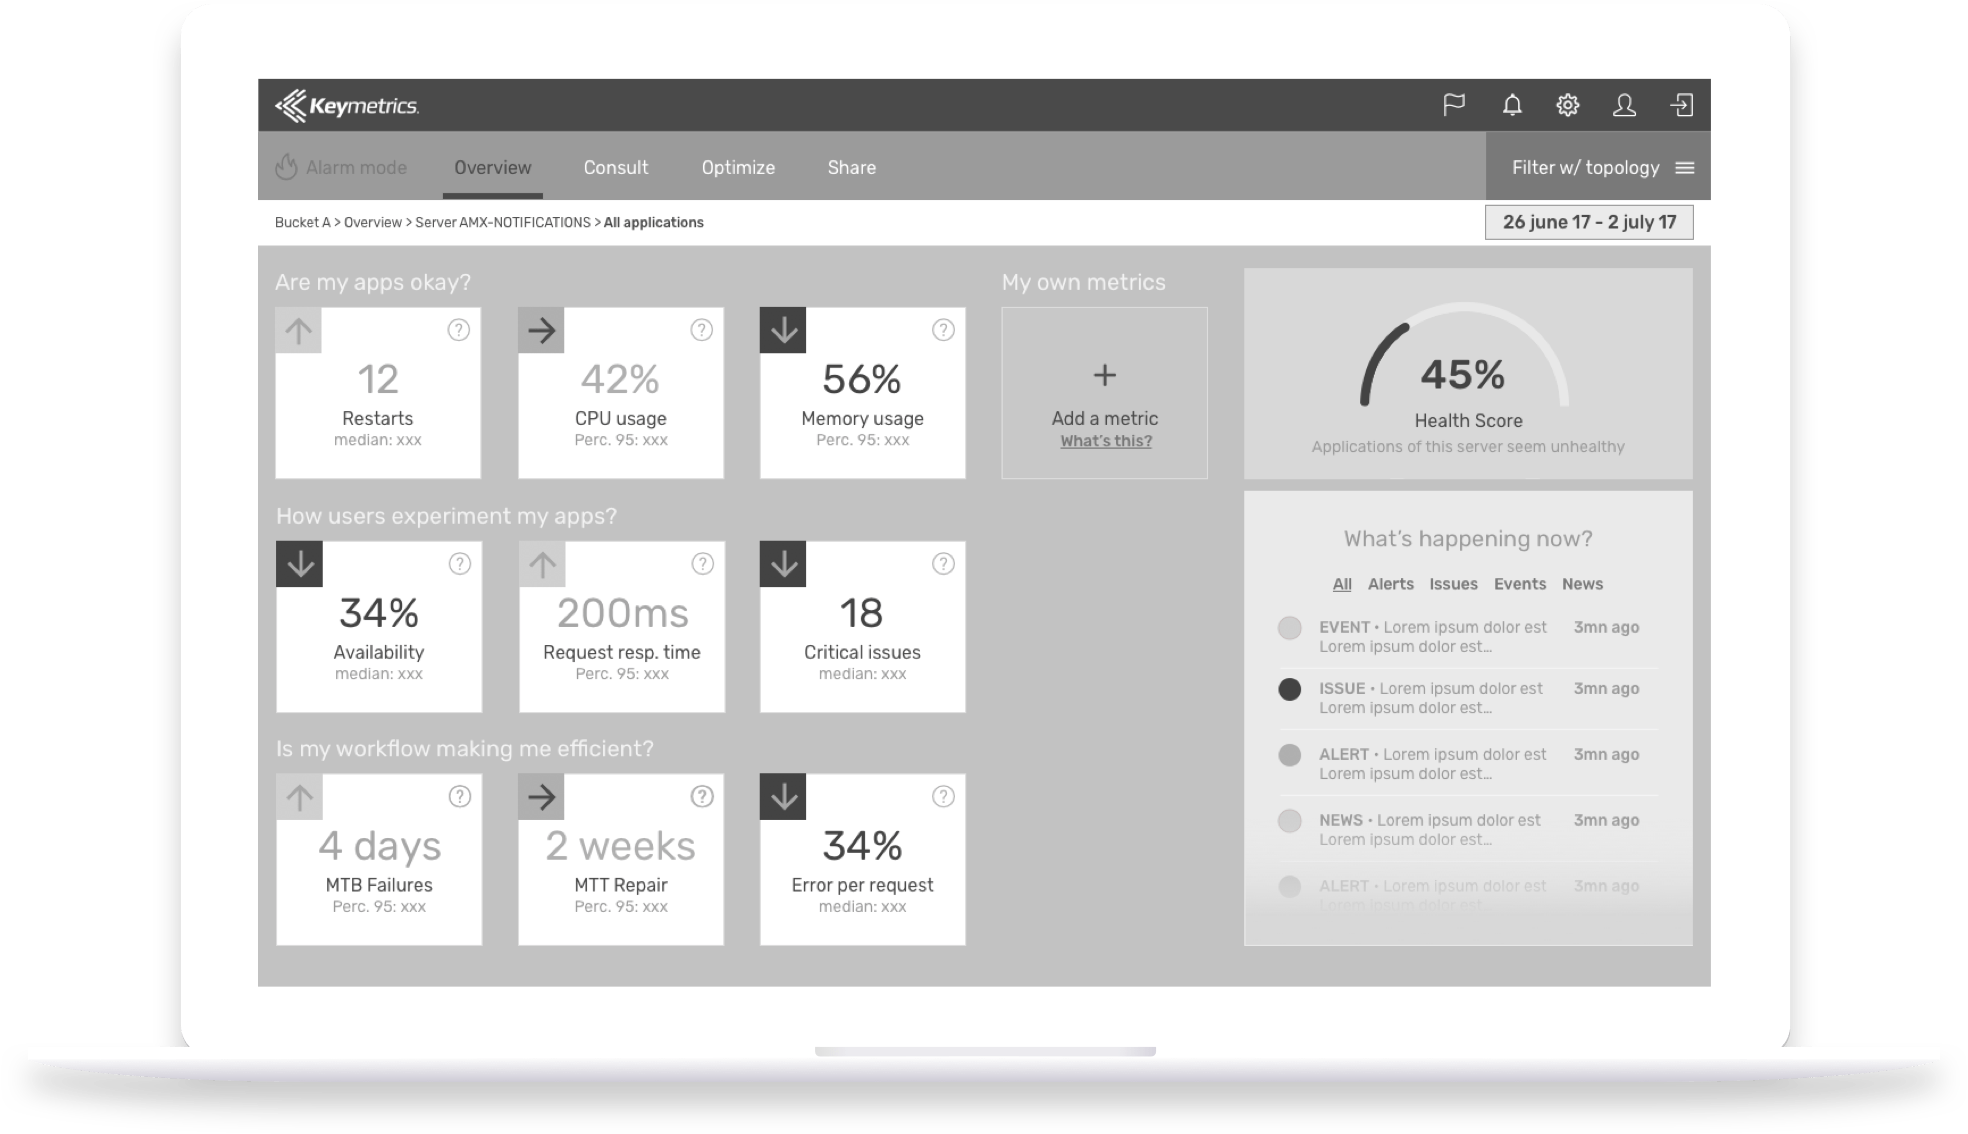 Keymetrics.
Alarm mode
Overview
Consult
Optimize
Share
Filter w/ topology
Bucket A > Overview > Server AMX-NOTIFICATIONS > All applications
26 june 17 - 2 july 17
Are my apps okay?
?
12
Restarts
median: xxx
?
42%
CPU usage
Perc. 95: xxx
?
56%
Memory usage
Perc. 95: xxx
My own metrics
+
Add a metric
What's this?
45%
Health Score
Applications of this server seem unhealthy
How users experiment my apps?
?
34%
Availability
median: xxx
?
200ms
Request resp. time
Perc. 95: xxx
?
18
Critical issues
median: xxx
Is my workflow making me efficient?
?
4 days
MTB Failures
Perc. 95: xxx
?
2 weeks
MTT Repair
Perc. 95: xxx
?
34%
Error per request
median: xxx
What's happening now?
All Alerts Issues Events News
EVENT • Lorem ipsum dolor est 3mn ago
Lorem ipsum dolor est...
ISSUE • Lorem ipsum dolor est 3mn ago
Lorem ipsum dolor est...
ALERT • Lorem ipsum dolor est 3mn ago
Lorem ipsum dolor est...
NEWS • Lorem ipsum dolor est 3mn ago
Lorem ipsum dolor est...
ALERT • Lorem ipsum dolor est 3mn ago
Lorem ipsum dolor est...